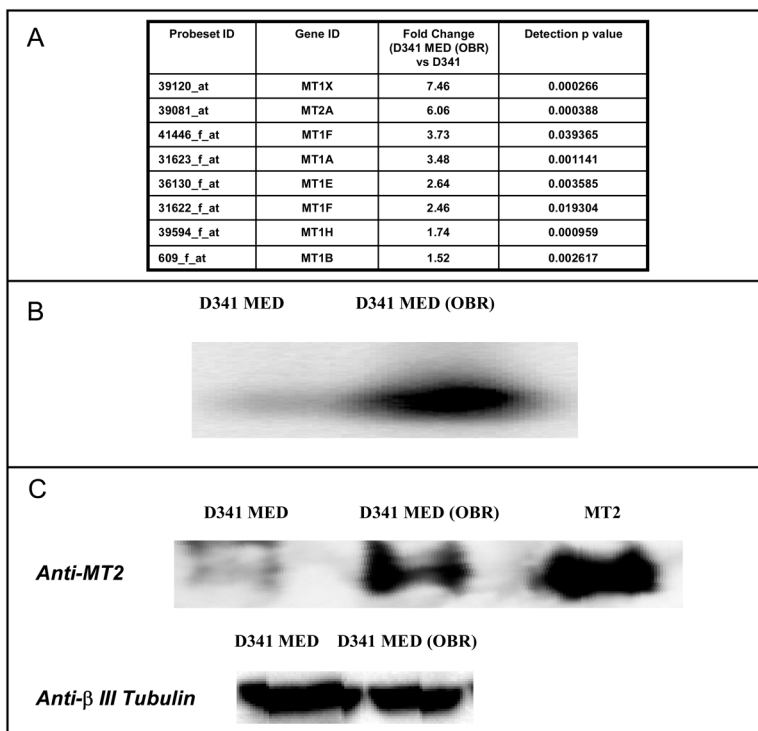 A
Probeset ID Gene ID Fold Change (D341 MED (OBR) vs D341 Detection p value
39120_at MT1X 7.46 0.000266
39081_at MT2A 6.06 0.000388
41446_f_at MT1F 3.73 0.039365
31623_f_at MT1A 3.48 0.001141
36130_f_at MT1E 2.64 0.003585
31622_f_at MT1F 2.46 0.019304
39594_f_at MT1H 1.74 0.000959
609_f_at MT1B 1.52 0.002617
B
D341 MED D341 MED (OBR)
C
D341 MED D341 MED (OBR) MT2
Anti-MT2
D341 MED D341 MED (OBR)
Anti-β III Tubulin